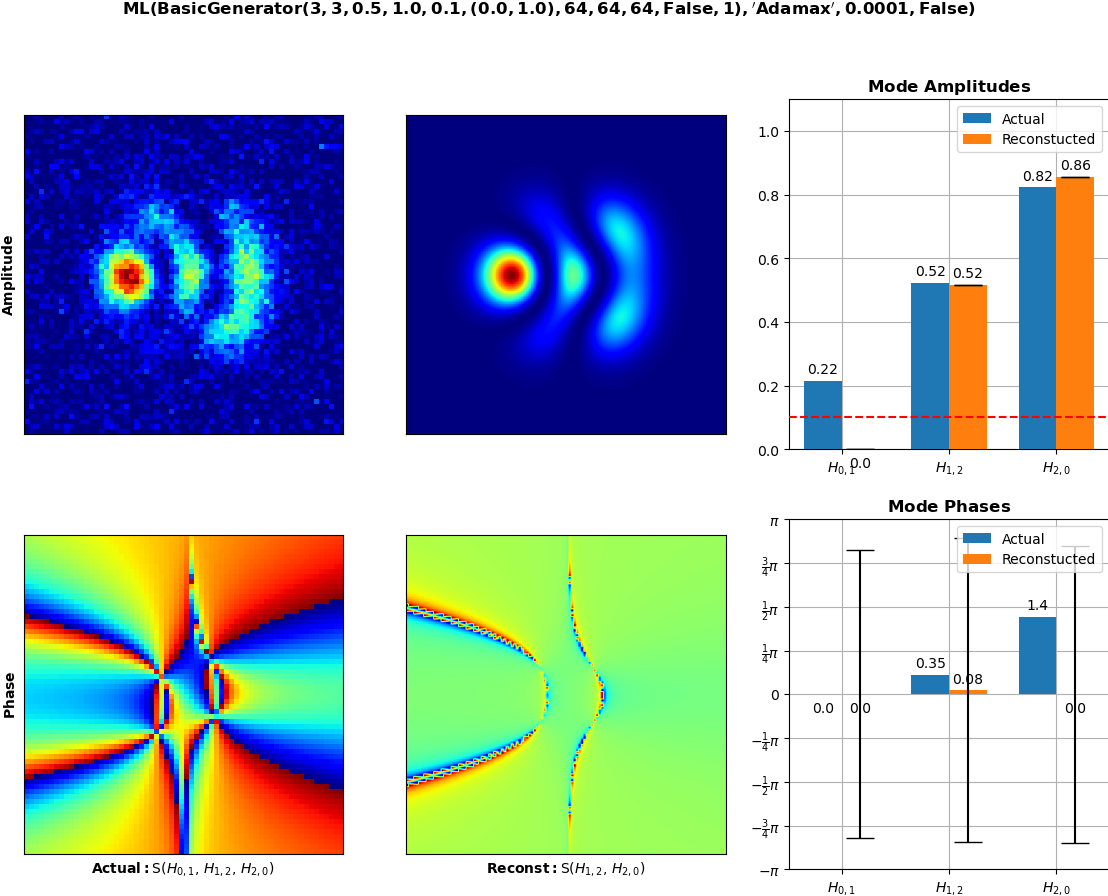 ML(BasicGenerator(3, 3, 0.5, 1.0, 0.1, (0.0, 1.0), 64, 64, 64, False, 1), ′Adamax′, 0.0001, False)
Amplitude
Mode Amplitudes
Actual
Reconstucted
1.0
0.8
0.6
0.4
0.2
0.0
0.22
0.0
0.52
0.52
0.82
0.86
H0,1
H1,2
H2,0
Phase
Actual: S(H0,1, H1,2, H2,0)
Reconst: S(H1,2, H2,0)
Mode Phases
Actual
Reconstucted
π
3/4π
1/2π
1/4π
0
−1/4π
−1/2π
−3/4π
−π
0.0
0.0
0.35
0.08
1.4
0.0
H0,1
H1,2
H2,0